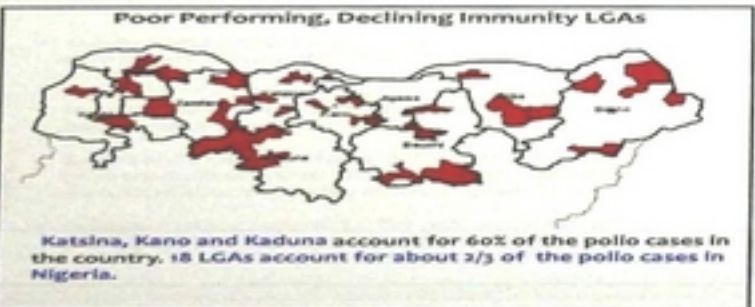 Poor Performing, Declining Immunity LGAs
Katsina, Kano and Kaduna account for 60% of the polio cases in
the country. 18 LGAs account for about 2/3 of the polio cases in
Nigeria.